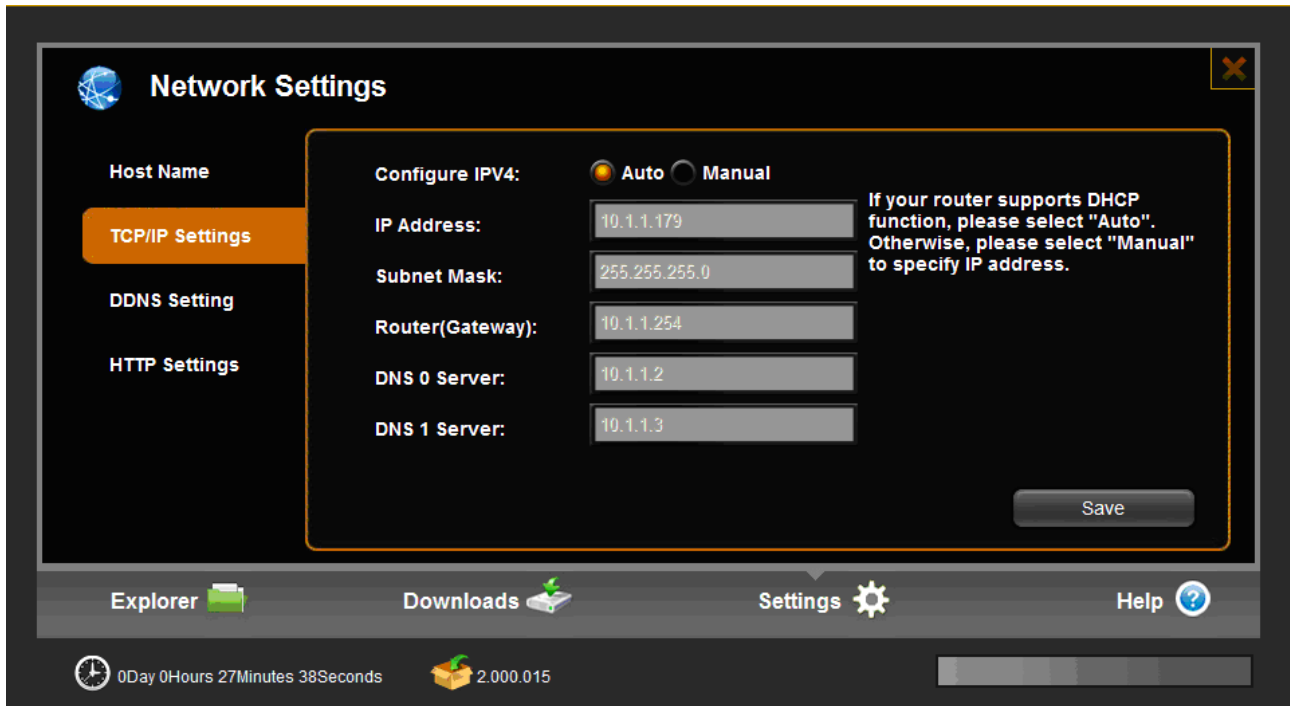 Network Settings
Host Name
TCP/IP Settings
DDNS Setting
HTTP Settings
Configure IPV4: Auto Manual
IP Address: 10.1.1.179
Subnet Mask: 255.255.255.0
Router(Gateway): 10.1.1.254
DNS 0 Server: 10.1.1.2
DNS 1 Server: 10.1.1.3
If your router supports DHCP
function, please select "Auto".
Otherwise, please select "Manual"
to specify IP address.
Save
Explorer Downloads Settings Help
0Day 0Hours 27Minutes 38Seconds 2.000.015